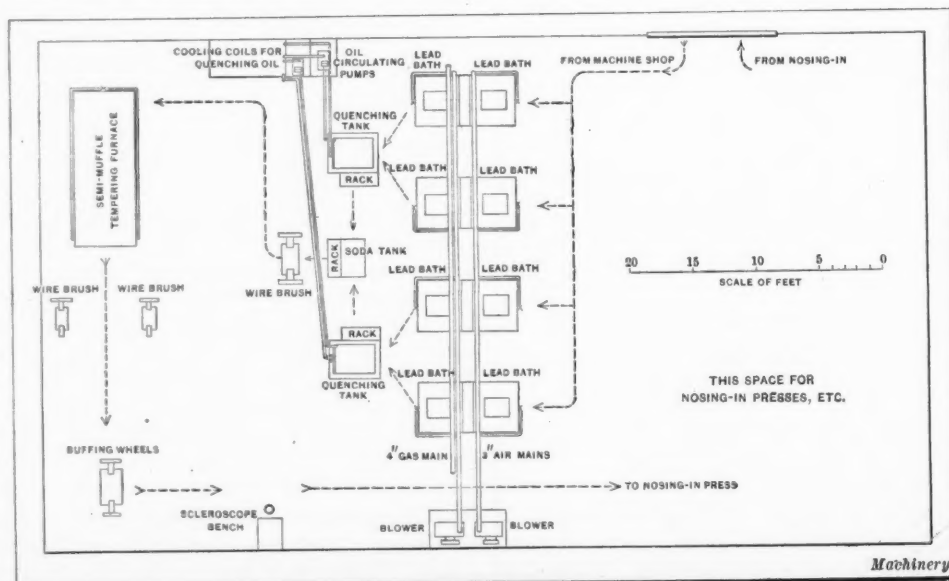 COOLING COILS FOR
QUENCHING OIL
OIL
CIRCULATING
PUMPS
LEAD
BATH
LEAD BATH
FROM MACHINE SHOP
FROM NOSING-IN
QUENCHING
TANK
RACK
SEMI-MUFFLE
TEMPERING FURNACE
LEAD BATH
LEAD BATH
RACK
SODA TANK
WIRE BRUSH
WIRE BRUSH
WIRE BRUSH
LEAD BATH
LEAD BATH
20 15 10 5 0
SCALE OF FEET
RACK
QUENCHING
TANK
LEAD BATH
LEAD BATH
THIS SPACE FOR
NOSING-IN PRESSES, ETC.
BUFFING WHEELS
4" GAS MAIN
3" AIR MAINS
TO NOSING-IN PRESS
SCLEROSCOPE
BENCH
BLOWER
BLOWER
Machinery